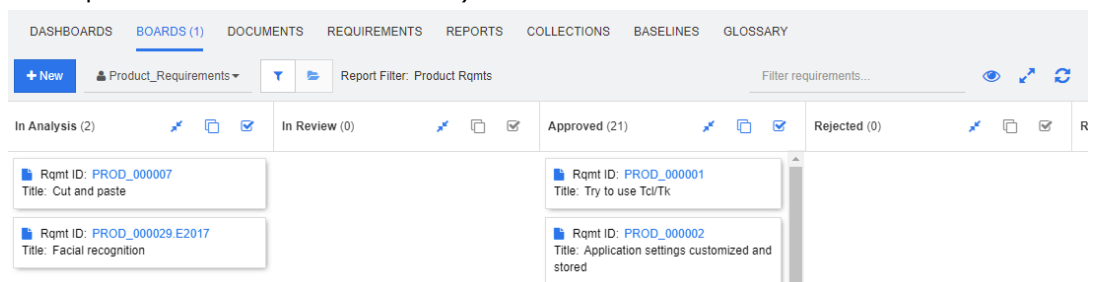 DASHBOARDS BOARDS (1) DOCUMENTS REQUIREMENTS REPORTS COLLECTIONS BASELINES GLOSSARY
+ New Product_Requirements Report Filter: Product Rqmts Filter requirements...
In Analysis (2) In Review (0) Approved (21) Rejected (0) R
Rqmt ID: PROD_000007
Title: Cut and paste
Rqmt ID: PROD_000029.E2017
Title: Facial recognition
Rqmt ID: PROD_000001
Title: Try to use Tcl/Tk
Rqmt ID: PROD_000002
Title: Application settings customized and
stored